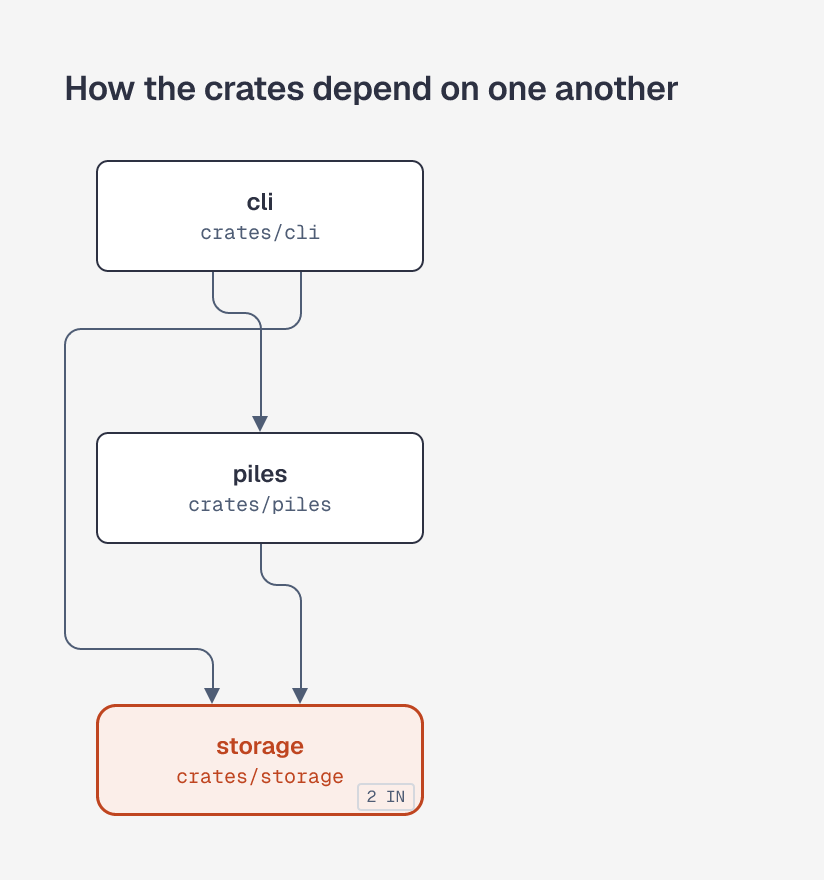 How the crates depend on one another
cli
crates/cli
piles
crates/piles
storage
crates/storage
2 IN